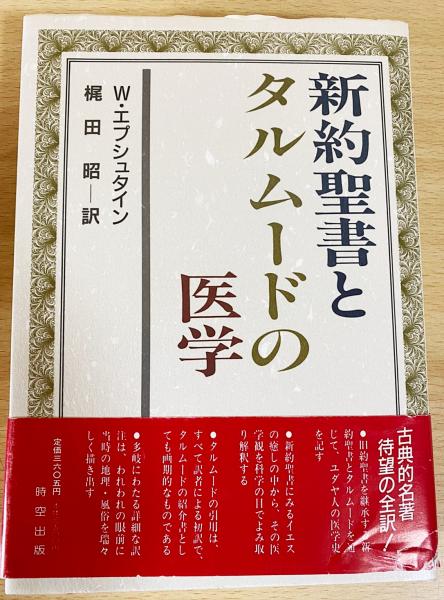 新約聖書と
タルムードの
医学
W・エプシュタイン
梶田 昭─訳
古典的名著
待望の全訳!
●旧約聖書を継承する新
約聖書とタルムードを通
じて、ユダヤ人の医学史
を記す
●新約聖書にみるイエス
の癒しの中から、その医
学観を科学の目でよみ取
り解釈する
●タルムードの引用は、
すべて訳者による初訳で、
タルムードの紹介書とし
ても画期的なものである
●多岐にわたる詳細な訳
注は、われわれの眼前に
当時の地理・風俗を瑞々
しく描き出す
定価三六〇五円
時空出版